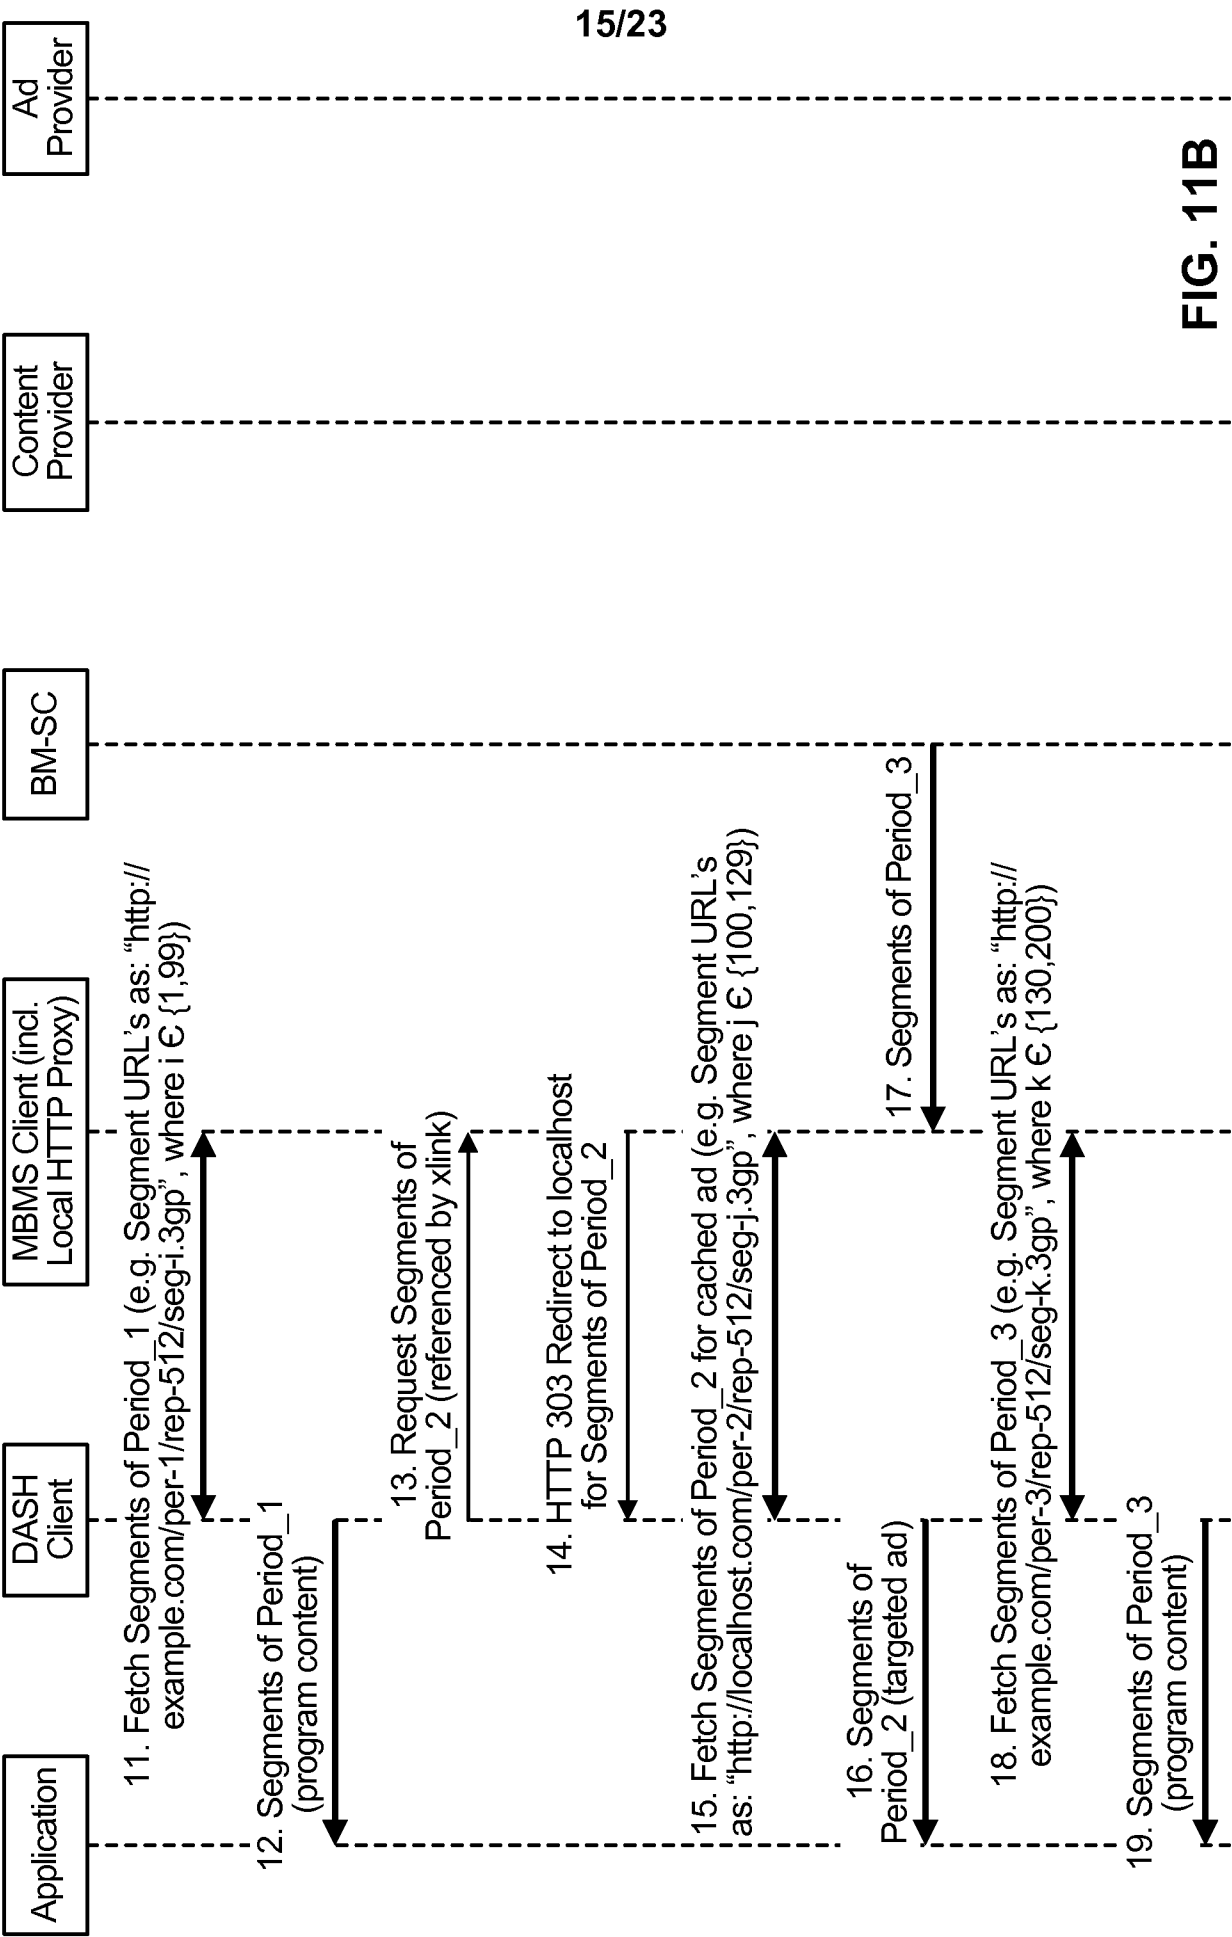 15/23
Application
DASH
Client
MBMS Client (incl.
Local HTTP Proxy)
BM-SC
Content
Provider
Ad
Provider
11. Fetch Segments of Period_1 (e.g. Segment URL's as: “http://
example.com/per-1/rep-512/seg-i.3gp”, where i Є {1,99})
12. Segments of Period_1
(program content)
13. Request Segments of
Period_2 (referenced by xlink)
14. HTTP 303 Redirect to localhost
for Segments of Period_2
15. Fetch Segments of Period_2 for cached ad (e.g. Segment URL's
as: “http://localhost.com/per-2/rep-512/seg-j.3gp”, where j Є {100,129})
16. Segments of
Period_2 (targeted ad)
17. Segments of Period_3
18. Fetch Segments of Period_3 (e.g. Segment URL's as: “http://
example.com/per-3/rep-512/seg-k.3gp”, where k Є {130,200})
19. Segments of Period_3
(program content)
FIG. 11B